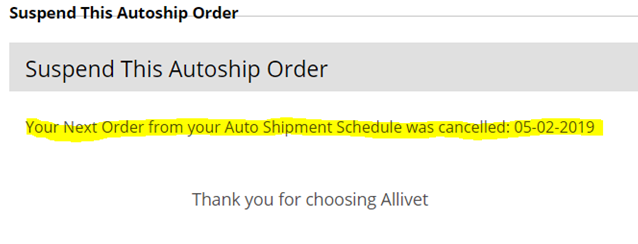 Suspend This Autoship Order
Suspend This Autoship Order
Your Next Order from your Auto Shipment Schedule was cancelled: 05-02-2019
Thank you for choosing Allivet